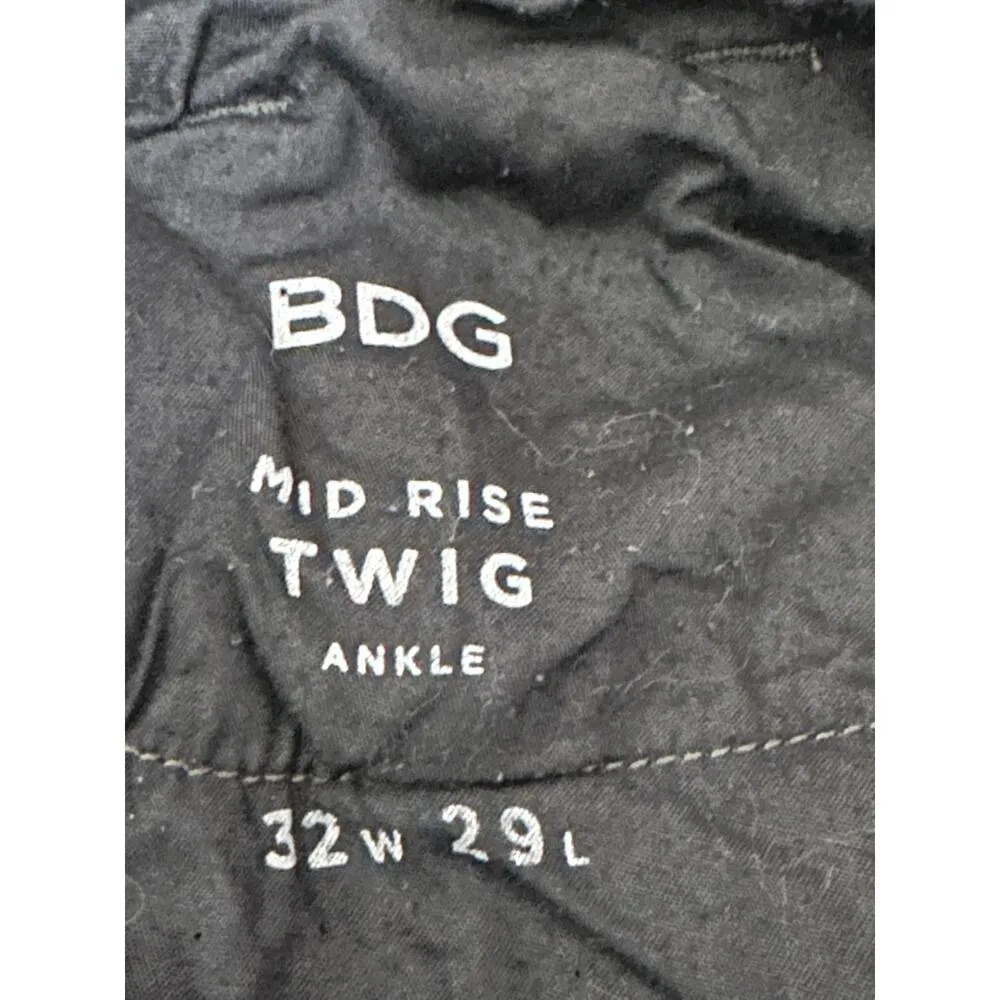 BDG
MID RISE
TWIG
ANKLE
32W 29L